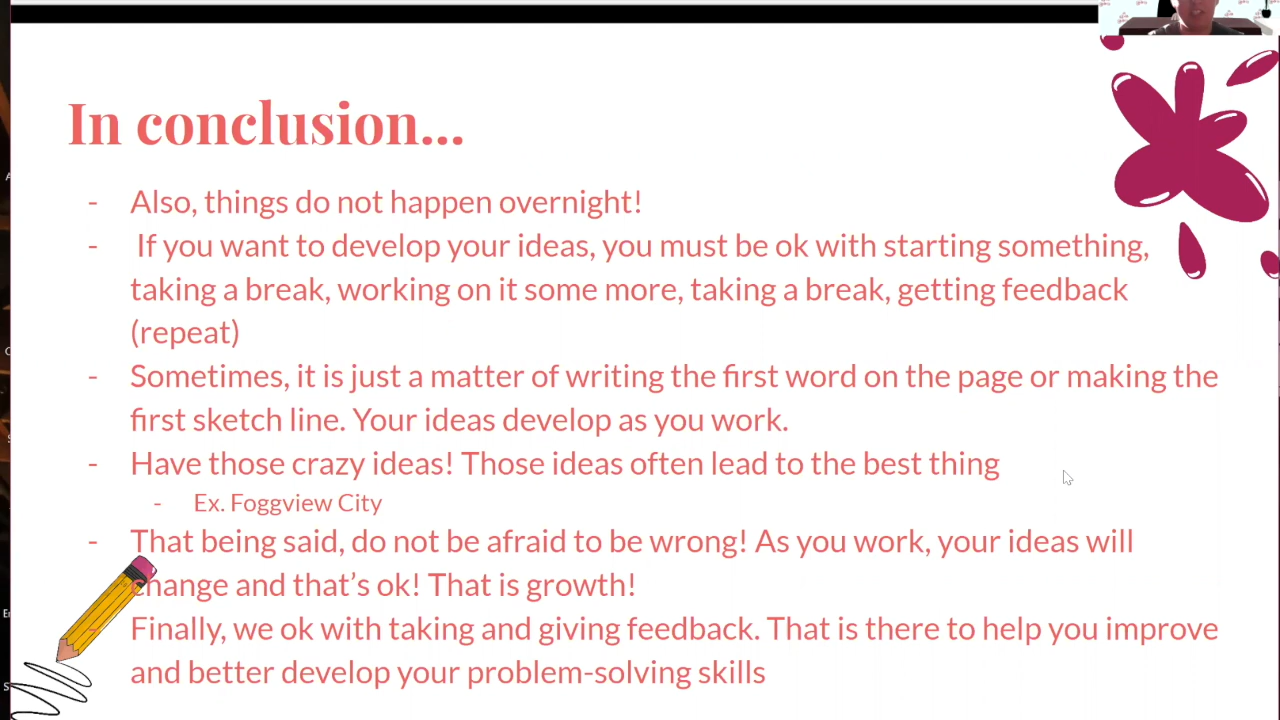 In conclusion...
- Also, things do not happen overnight!
- If you want to develop your ideas, you must be ok with starting something,
taking a break, working on it some more, taking a break, getting feedback
(repeat)
- Sometimes, it is just a matter of writing the first word on the page or making the
first sketch line. Your ideas develop as you work.
- Have those crazy ideas! Those ideas often lead to the best thing
- Ex. Foggview City
- That being said, do not be afraid to be wrong! As you work, your ideas will
change and that's ok! That is growth!
Finally, we ok with taking and giving feedback. That is there to help you improve
and better develop your problem-solving skills